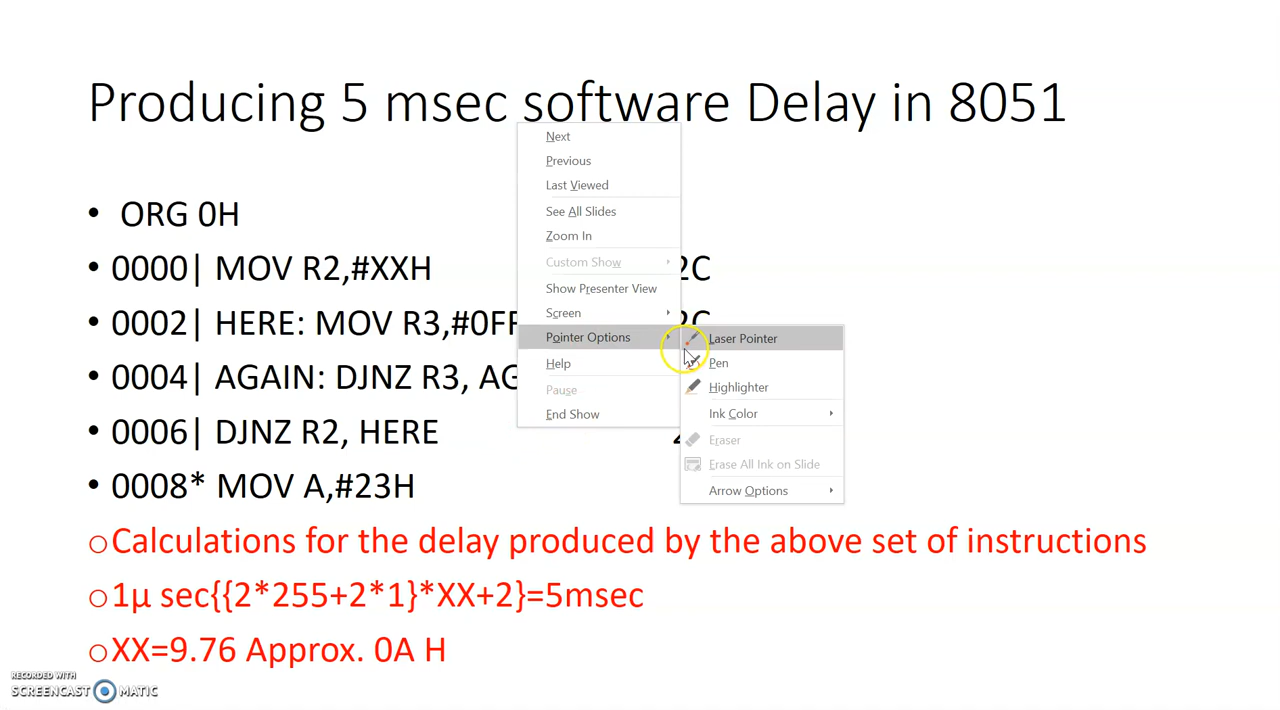 Producing 5 msec software Delay in 8051
• ORG 0H
• 0000| MOV R2,#XXH 2C
• 0002| HERE: MOV R3,#0FF 2C
• 0004| AGAIN: DJNZ R3, AG
• 0006| DJNZ R2, HERE
• 0008* MOV A,#23H
Next
Previous
Last Viewed
See All Slides
Zoom In
Custom Show
Show Presenter View
Screen
Pointer Options
Help
Pause
End Show
Laser Pointer
Pen
Highlighter
Ink Color
Eraser
Erase All Ink on Slide
Arrow Options
○Calculations for the delay produced by the above set of instructions
○1µ sec{{2*255+2*1}*XX+2}=5msec
○XX=9.76 Approx. 0A H
RECORDED WITH
SCREENCAST MATIC